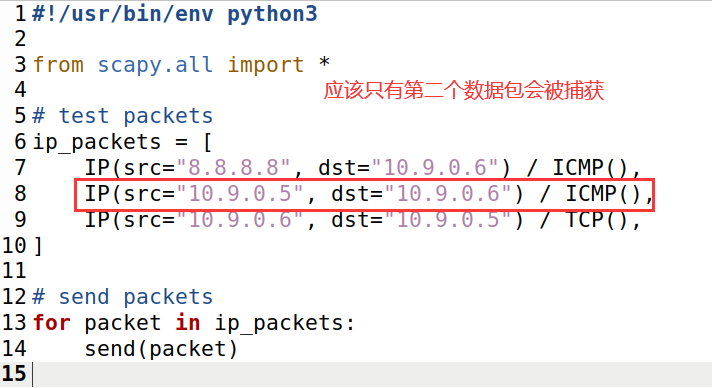 1 #!/usr/bin/env python3
2
3 from scapy.all import *
应该只有第二个数据包会被捕获
4
5 # test packets
6 ip_packets = [
7     IP(src="8.8.8.8", dst="10.9.0.6") / ICMP(),
8     IP(src="10.9.0.5", dst="10.9.0.6") / ICMP(),
9     IP(src="10.9.0.6", dst="10.9.0.5") / TCP(),
10 ]
11
12 # send packets
13 for packet in ip_packets:
14     send(packet)
15